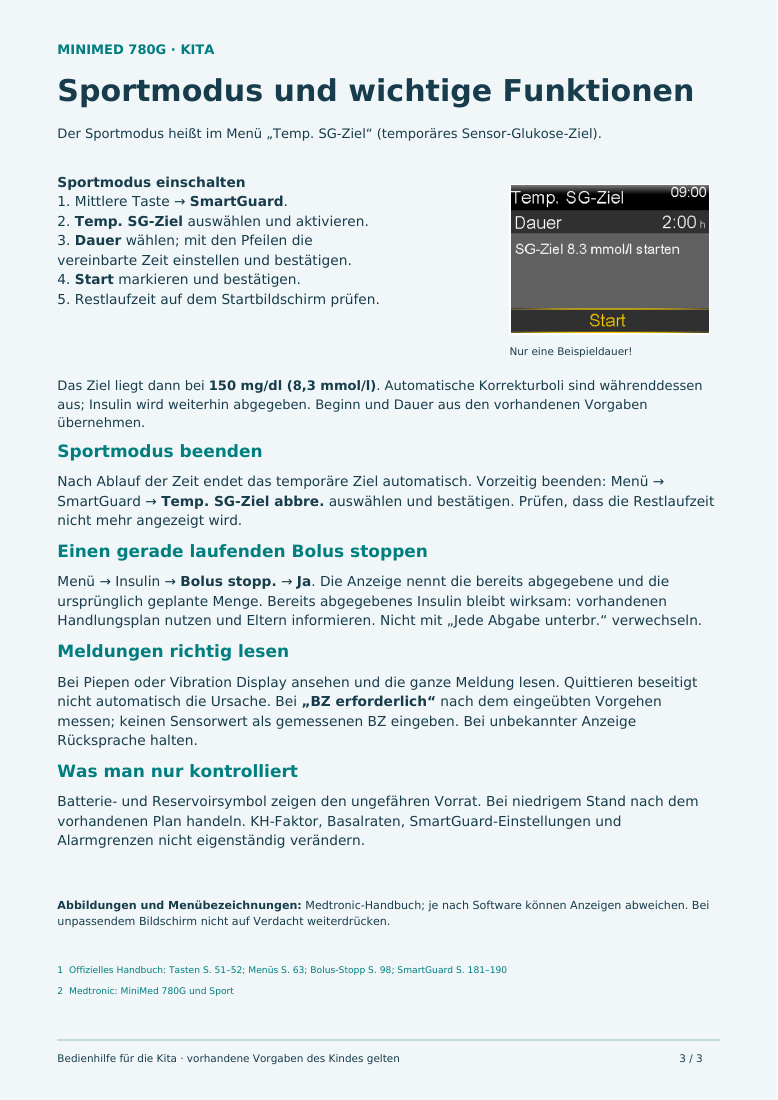 MINIMED 780G · KITA
Sportmodus und wichtige Funktionen
Der Sportmodus heißt im Menü „Temp. SG-Ziel“ (temporäres Sensor-Glukose-Ziel).
Sportmodus einschalten
1. Mittlere Taste → SmartGuard.
2. Temp. SG-Ziel auswählen und aktivieren.
3. Dauer wählen; mit den Pfeilen die
vereinbarte Zeit einstellen und bestätigen.
4. Start markieren und bestätigen.
5. Restlaufzeit auf dem Startbildschirm prüfen.
Temp. SG-Ziel 09:00
Dauer 2:00 h
SG-Ziel 8.3 mmol/l starten
Start
Nur eine Beispieldauer!
Das Ziel liegt dann bei 150 mg/dl (8,3 mmol/l). Automatische Korrekturboli sind währenddessen
aus; Insulin wird weiterhin abgegeben. Beginn und Dauer aus den vorhandenen Vorgaben
übernehmen.
Sportmodus beenden
Nach Ablauf der Zeit endet das temporäre Ziel automatisch. Vorzeitig beenden: Menü →
SmartGuard → Temp. SG-Ziel abbre. auswählen und bestätigen. Prüfen, dass die Restlaufzeit
nicht mehr angezeigt wird.
Einen gerade laufenden Bolus stoppen
Menü → Insulin → Bolus stopp. → Ja. Die Anzeige nennt die bereits abgegebene und die
ursprünglich geplante Menge. Bereits abgegebenes Insulin bleibt wirksam: vorhandenen
Handlungsplan nutzen und Eltern informieren. Nicht mit „Jede Abgabe unterbr.“ verwechseln.
Meldungen richtig lesen
Bei Piepen oder Vibration Display ansehen und die ganze Meldung lesen. Quittieren beseitigt
nicht automatisch die Ursache. Bei „BZ erforderlich“ nach dem eingeübten Vorgehen
messen; keinen Sensorwert als gemessenen BZ eingeben. Bei unbekannter Anzeige
Rücksprache halten.
Was man nur kontrolliert
Batterie- und Reservoirsymbol zeigen den ungefähren Vorrat. Bei niedrigem Stand nach dem
vorhandenen Plan handeln. KH-Faktor, Basalraten, SmartGuard-Einstellungen und
Alarmgrenzen nicht eigenständig verändern.
Abbildungen und Menübezeichnungen: Medtronic-Handbuch; je nach Software können Anzeigen abweichen. Bei
unpassendem Bildschirm nicht auf Verdacht weiterdrücken.
1 Offizielles Handbuch: Tasten S. 51–52; Menüs S. 63; Bolus-Stopp S. 98; SmartGuard S. 181–190
2 Medtronic: MiniMed 780G und Sport
Bedienhilfe für die Kita · vorhandene Vorgaben des Kindes gelten 3 / 3